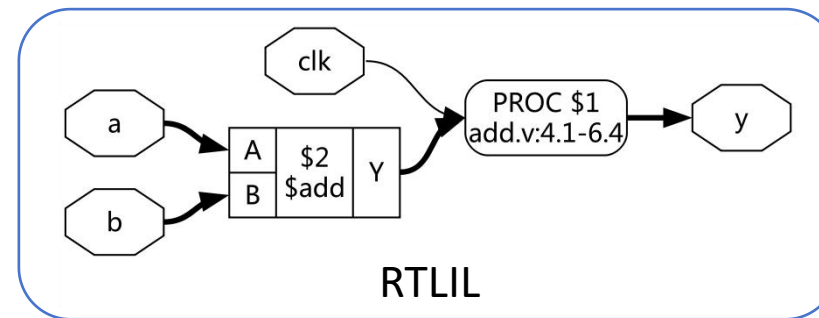 clk
a
b
A
B
$2
$add
Y
PROC $1
add.v:4.1-6.4
y
RTLIL